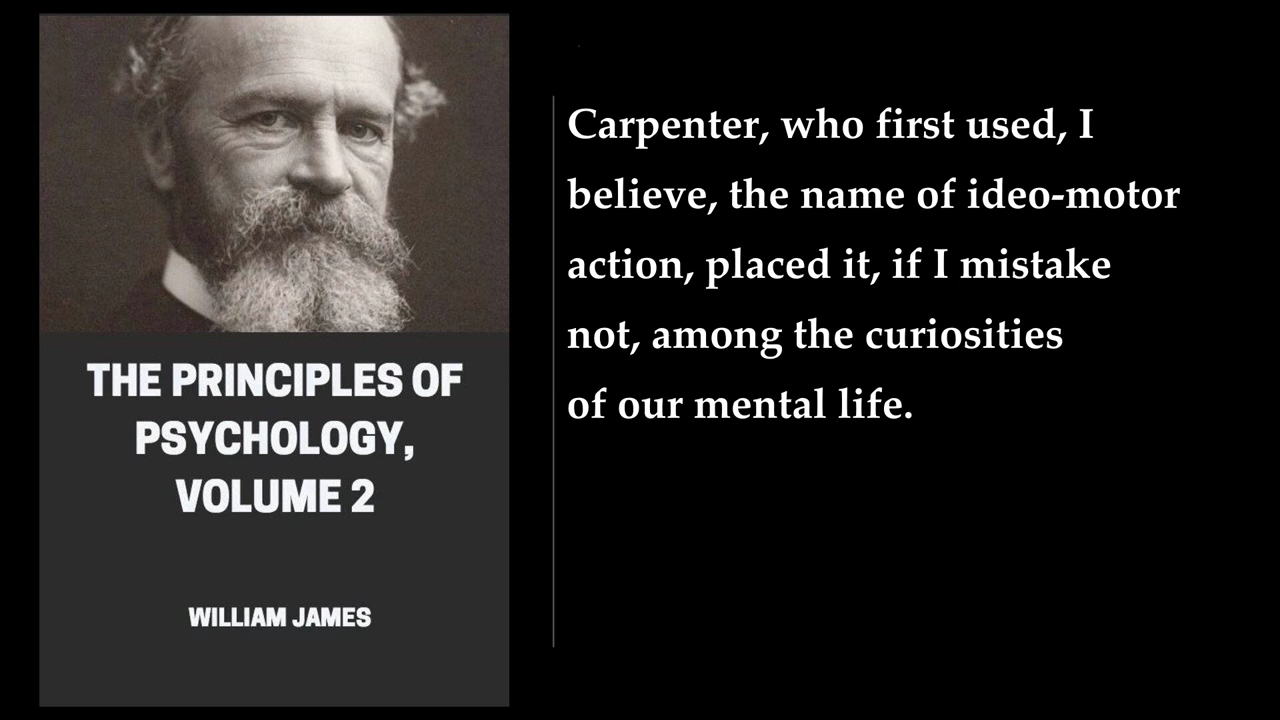 THE PRINCIPLES OF
PSYCHOLOGY,
VOLUME 2
WILLIAM JAMES
Carpenter, who first used, I
believe, the name of ideo-motor
action, placed it, if I mistake
not, among the curiosities
of our mental life.